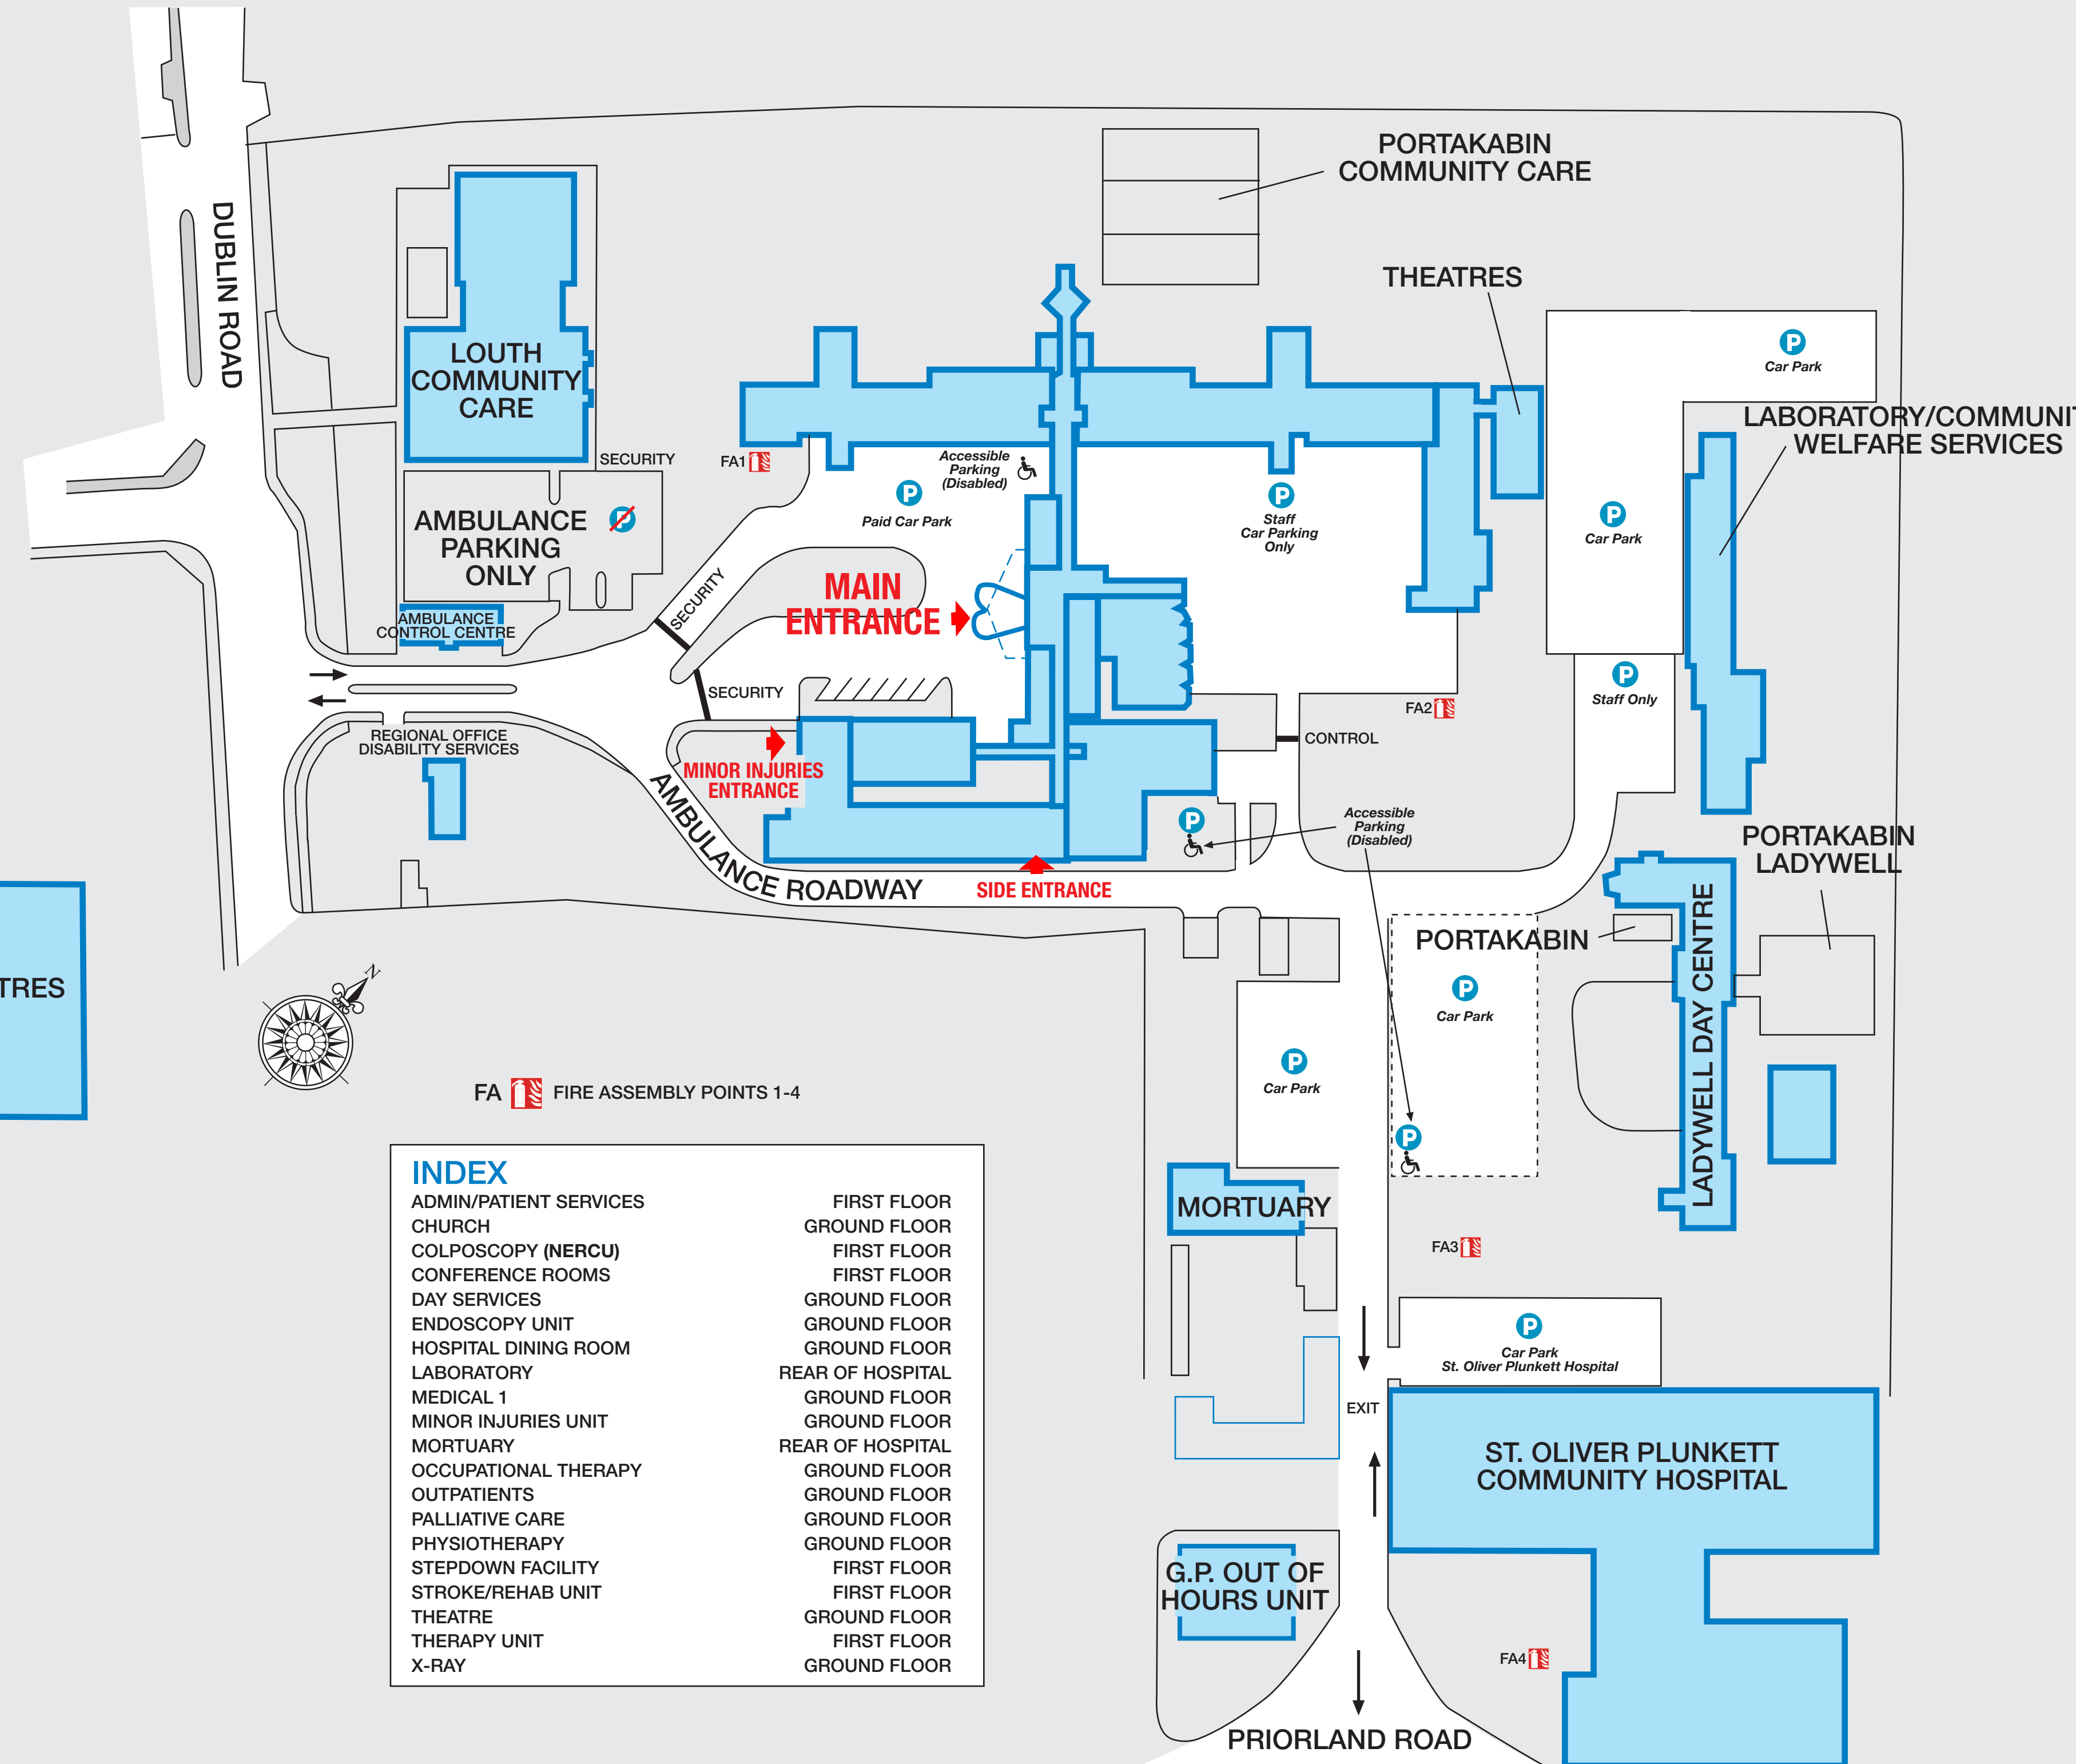 PORTAKABIN
COMMUNITY CARE
DUBLIN ROAD
THEATRES
P
Car Park
LOUTH
COMMUNITY
CARE
LABORATORY/COMMUNI
WELFARE SERVICES
SECURITY
FA1
Accessible
Parking
(Disabled)
P
Paid Car Park
P
Staff
Car Parking
Only
P
Car Park
AMBULANCE
PARKING
ONLY
P
SECURITY
MAIN
ENTRANCE
AMBULANCE
CONTROL CENTRE
SECURITY
P
Staff Only
FA2
REGIONAL OFFICE
DISABILITY SERVICES
CONTROL
MINOR INJURIES
ENTRANCE
AMBULANCE ROADWAY
P
Accessible
Parking
(Disabled)
SIDE ENTRANCE
PORTAKABIN
LADYWELL
PORTAKABIN
LADYWELL DAY CENTRE
TRES
N
P
Car Park
P
Car Park
P
FA FIRE ASSEMBLY POINTS 1-4
MORTUARY
FA3
INDEX
ADMIN/PATIENT SERVICES FIRST FLOOR
CHURCH GROUND FLOOR
COLPOSCOPY (NERCU) FIRST FLOOR
CONFERENCE ROOMS FIRST FLOOR
DAY SERVICES GROUND FLOOR
ENDOSCOPY UNIT GROUND FLOOR
HOSPITAL DINING ROOM GROUND FLOOR
LABORATORY REAR OF HOSPITAL
MEDICAL 1 GROUND FLOOR
MINOR INJURIES UNIT GROUND FLOOR
MORTUARY REAR OF HOSPITAL
OCCUPATIONAL THERAPY GROUND FLOOR
OUTPATIENTS GROUND FLOOR
PALLIATIVE CARE GROUND FLOOR
PHYSIOTHERAPY GROUND FLOOR
STEPDOWN FACILITY FIRST FLOOR
STROKE/REHAB UNIT FIRST FLOOR
THEATRE GROUND FLOOR
THERAPY UNIT FIRST FLOOR
X-RAY GROUND FLOOR
P
Car Park
St. Oliver Plunkett Hospital
EXIT
ST. OLIVER PLUNKETT
COMMUNITY HOSPITAL
G.P. OUT OF
HOURS UNIT
FA4
PRIORLAND ROAD